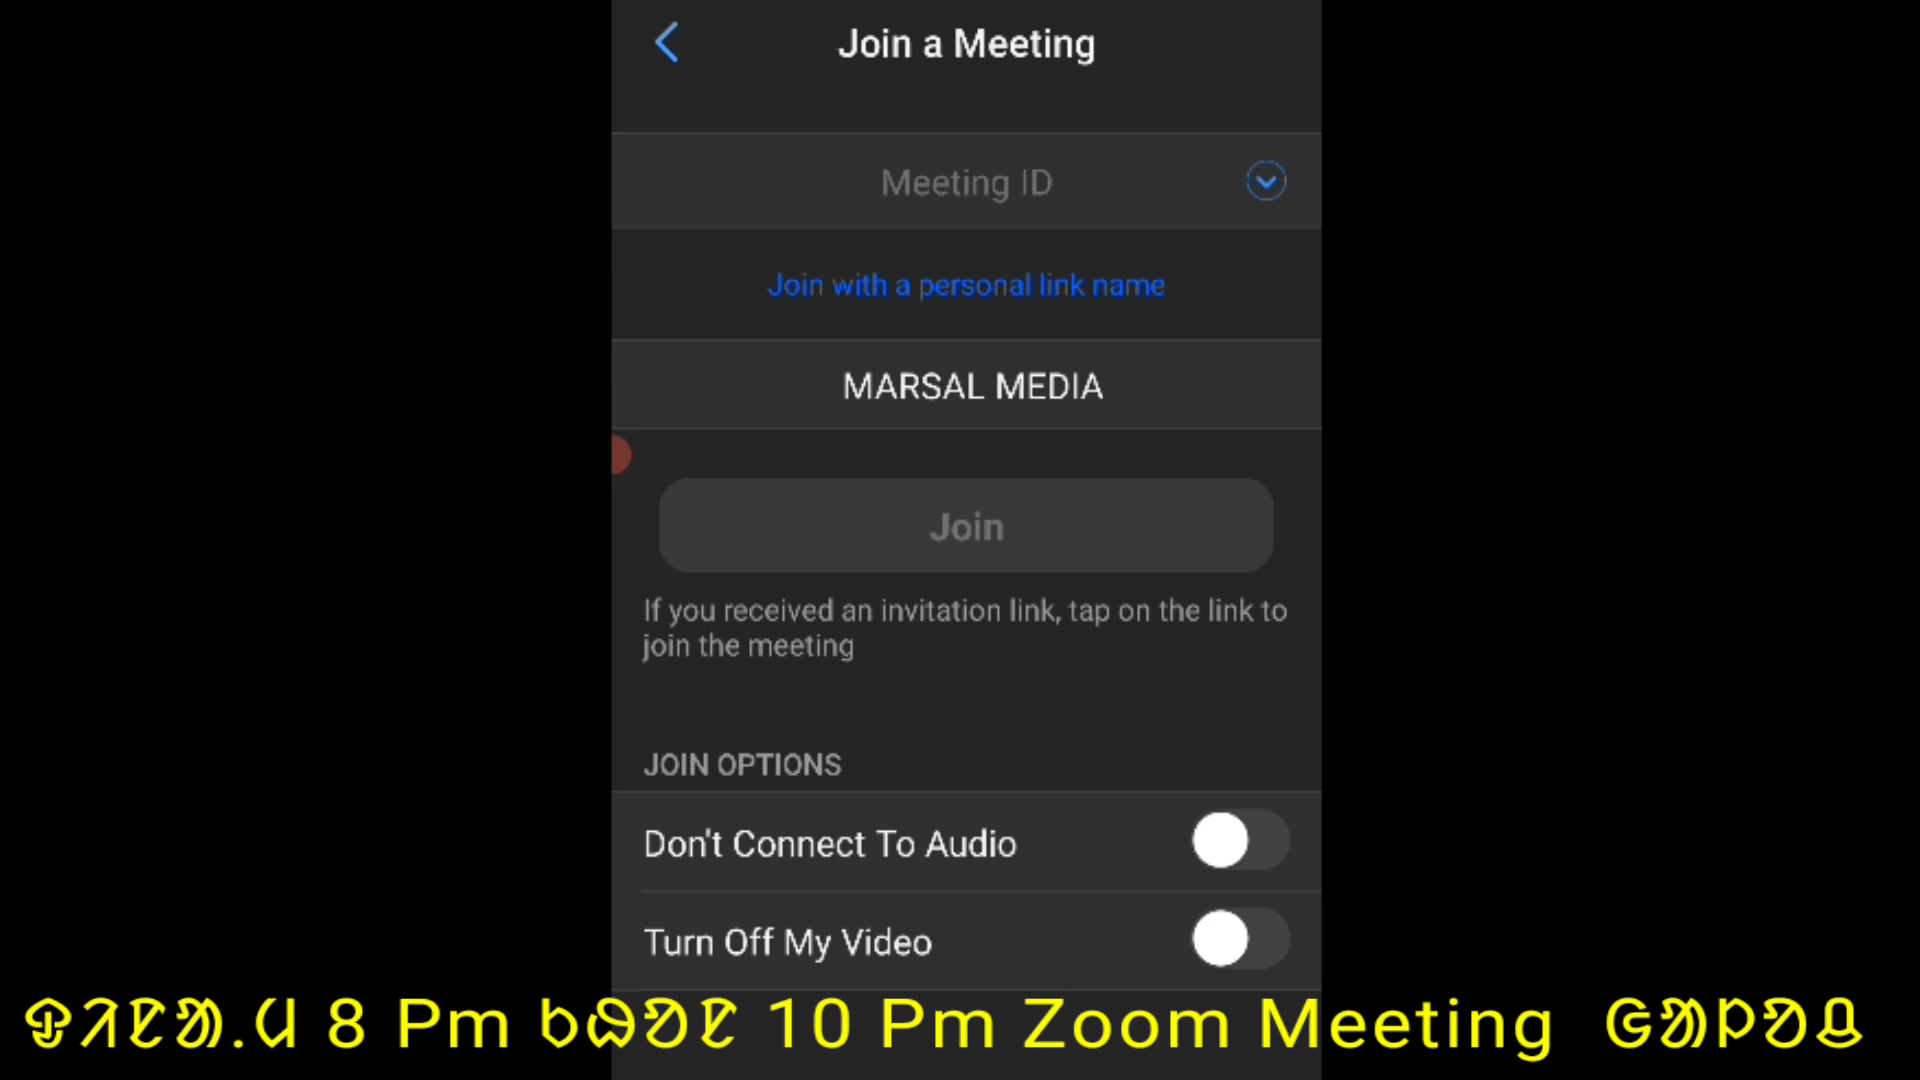 Join a Meeting
Meeting ID
Join with a personal link name
MARSAL MEDIA
Join
If you received an invitation link, tap on the link to
join the meeting
JOIN OPTIONS
Don't Connect To Audio
Turn Off My Video
8 Pm 10 Pm Zoom Meeting